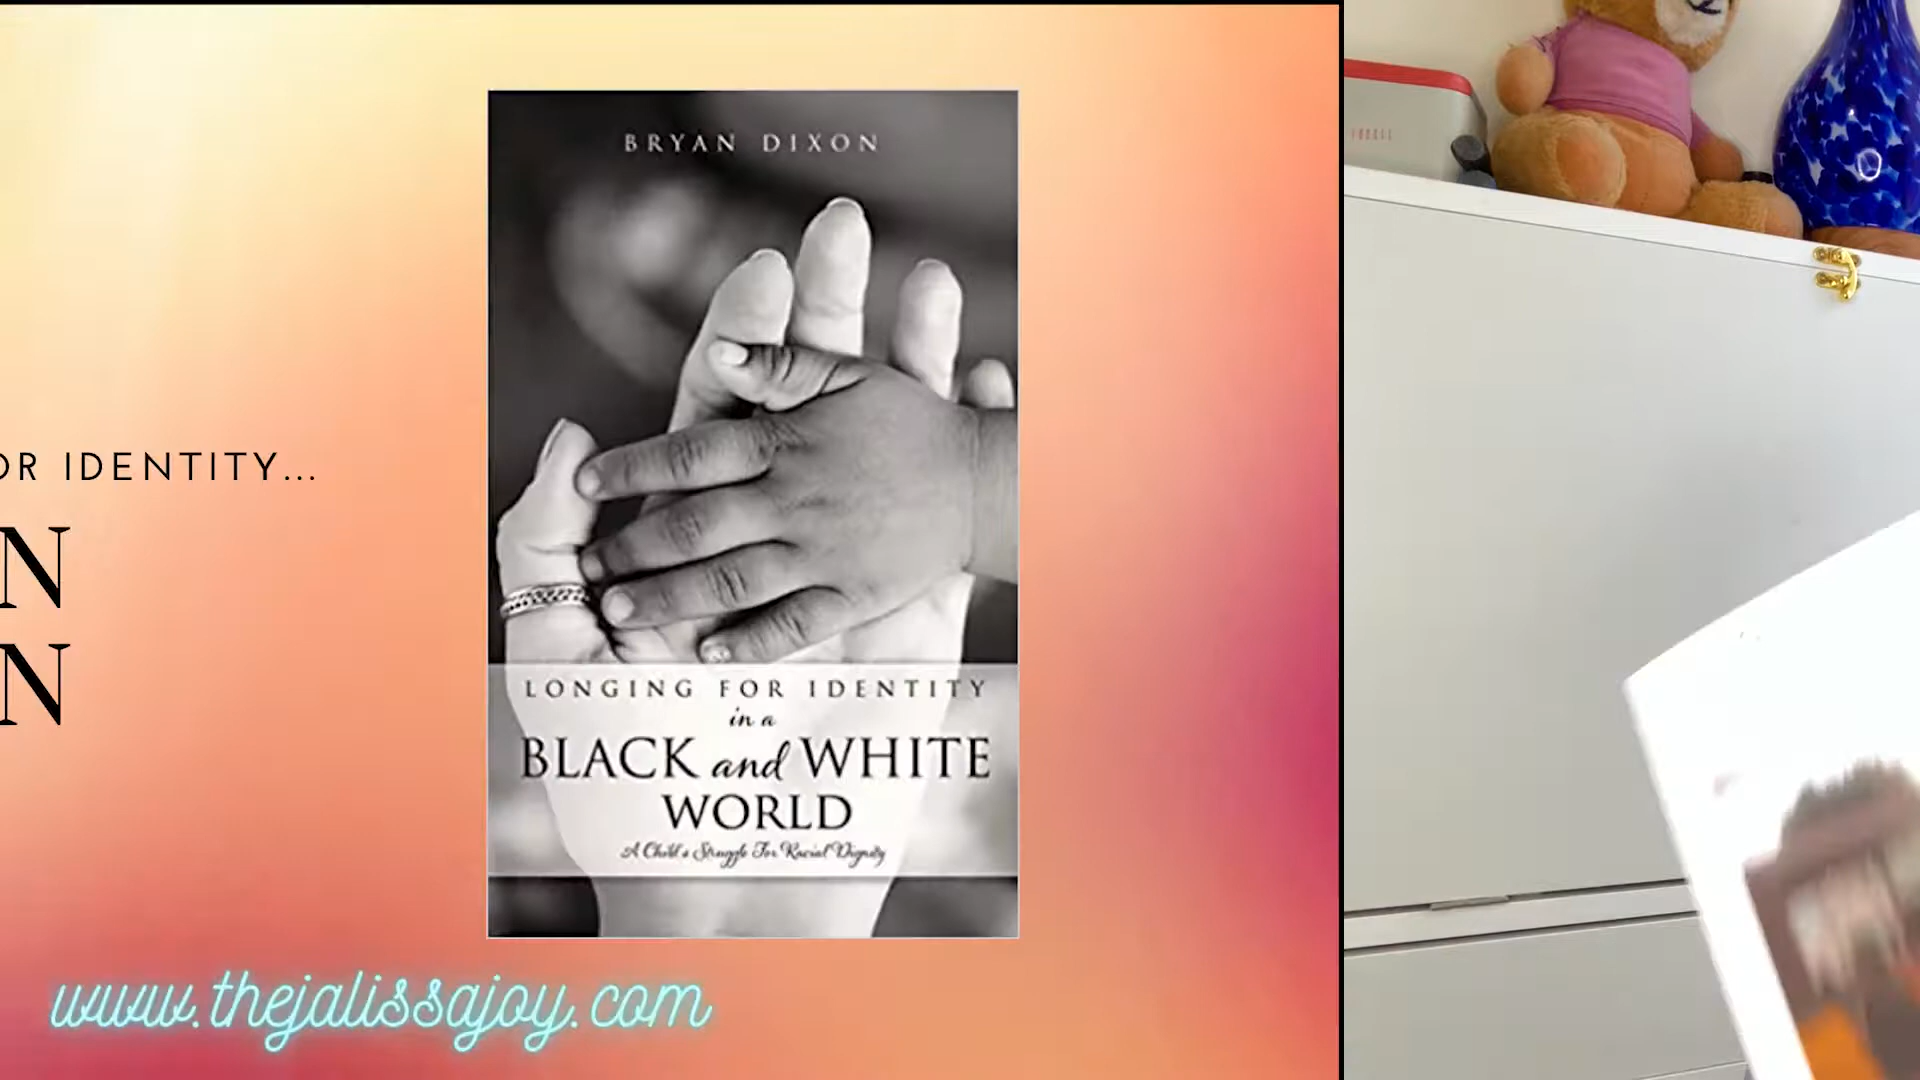 BRYAN DIXON
OR IDENTITY...
N
N
LONGING FOR IDENTITY
in a
BLACK and WHITE
WORLD
A Child's Struggle For Racial Dignity
www.thejalissajoy.com